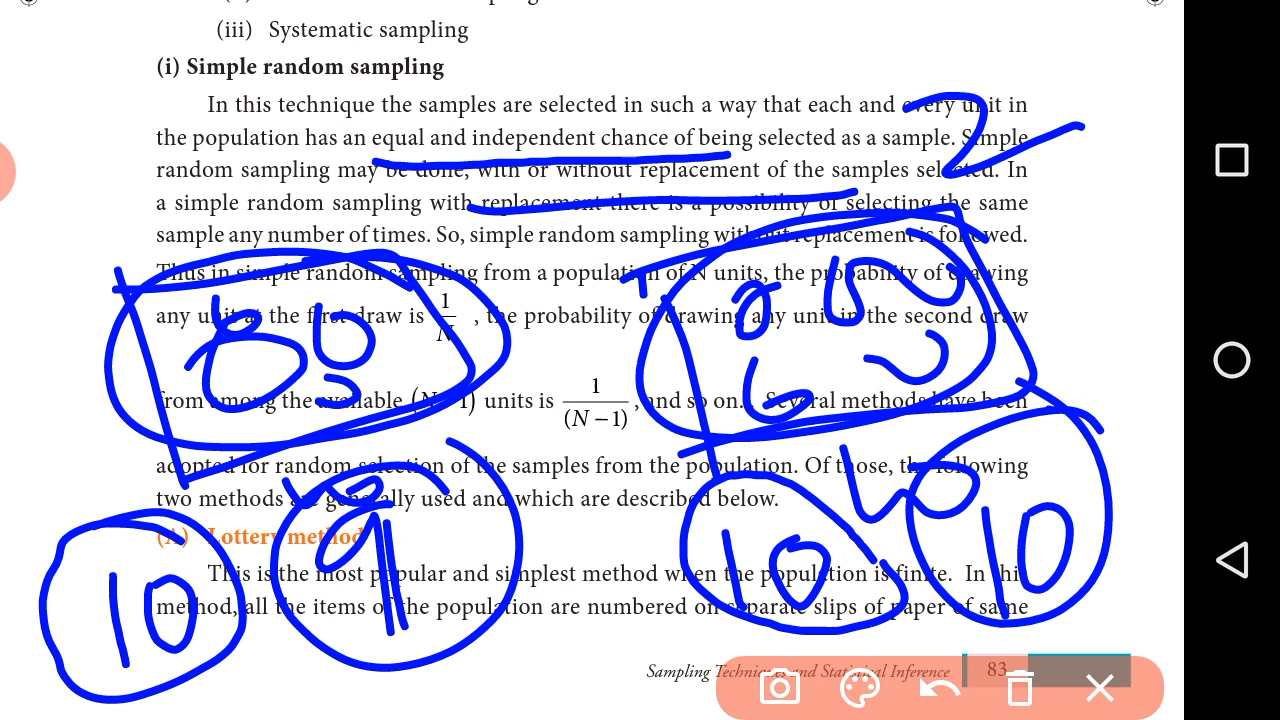 (iii) Systematic sampling
(i) Simple random sampling
In this technique the samples are selected in such a way that each and every unit in
the population has an equal and independent chance of being selected as a sample. Simple
random sampling may be done, with or without replacement of the samples selected. In
a simple random sampling with replacement there is a possibility of selecting the same
sample any number of times. So, simple random sampling without replacement is followed.
Thus in simple random sampling from a population of N units, the probability of drawing
any unit at the first draw is 1/N , the probability of drawing any unit in the second draw
from among the available (N – 1) units is 1/(N – 1) , and so on. Several methods have been
adopted for random selection of the samples from the population. Of those, the following
two methods are generally used and which are described below.
(A) Lottery method
This is the most popular and simplest method when the population is finite. In this
method, all the items of the population are numbered on separate slips of paper of same
Sampling Techniques and Statistical Inference 83
2
10
9
10
10